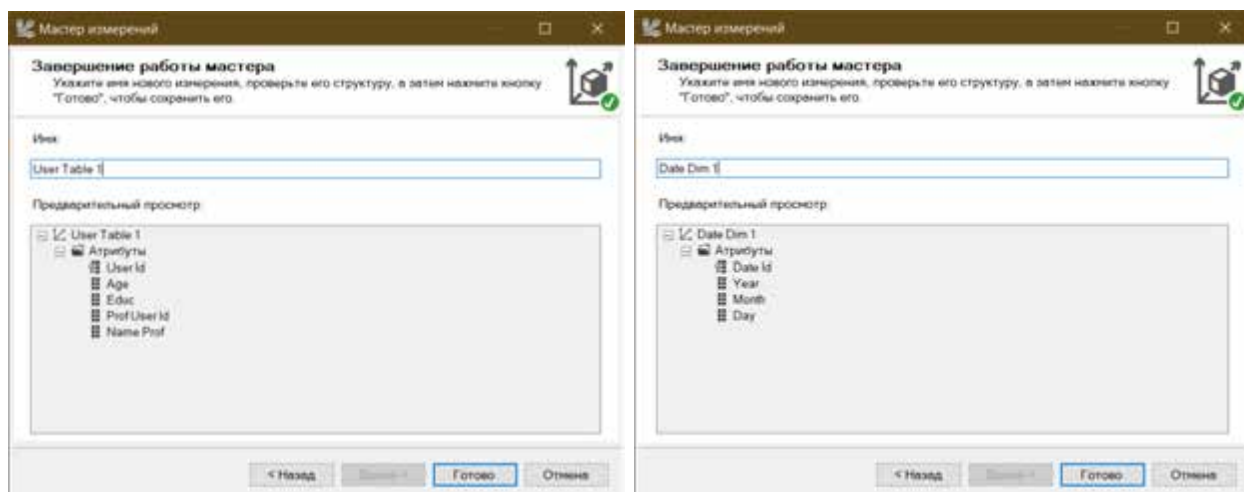 Мастер измерений
Завершение работы мастера
Укажите имя нового измерения, проверьте его структуру, а затем нажмите кнопку
"Готово", чтобы сохранить его.
Имя:
User Table 1
Предварительный просмотр:
User Table 1
Атрибуты
User Id
Age
Educ
Prof User Id
Name Prof
< Назад
Готово
Отмена
Мастер измерений
Завершение работы мастера
Укажите имя нового измерения, проверьте его структуру, а затем нажмите кнопку
"Готово", чтобы сохранить его.
Имя:
Date Dim 1
Предварительный просмотр:
Date Dim 1
Атрибуты
Date Id
Year
Month
Day
< Назад
Готово
Отмена